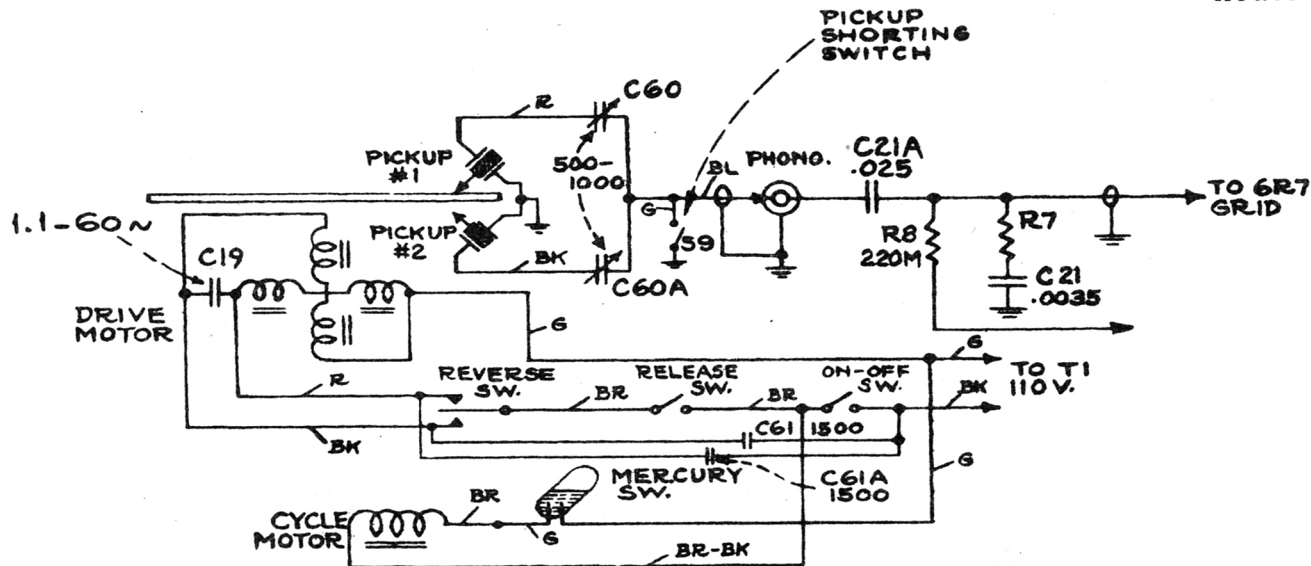 PICKUP
SHORTING
SWITCH
C60
R
PICKUP
#1
500-
1000
BL
PHONO.
C21A
.025
TO 6R7
GRID
1.1-60~
C19
PICKUP
#2
BK
C60A
G
S9
R8
220M
R7
C21
.0035
DRIVE
MOTOR
G
G
TO T1
110V.
R
REVERSE
SW.
BR
RELEASE
SW.
BR
ON-OFF
SW.
BK
BK
C61
1500
G
MERCURY
SW.
C61A
1500
BR
G
CYCLE
MOTOR
BR-BK